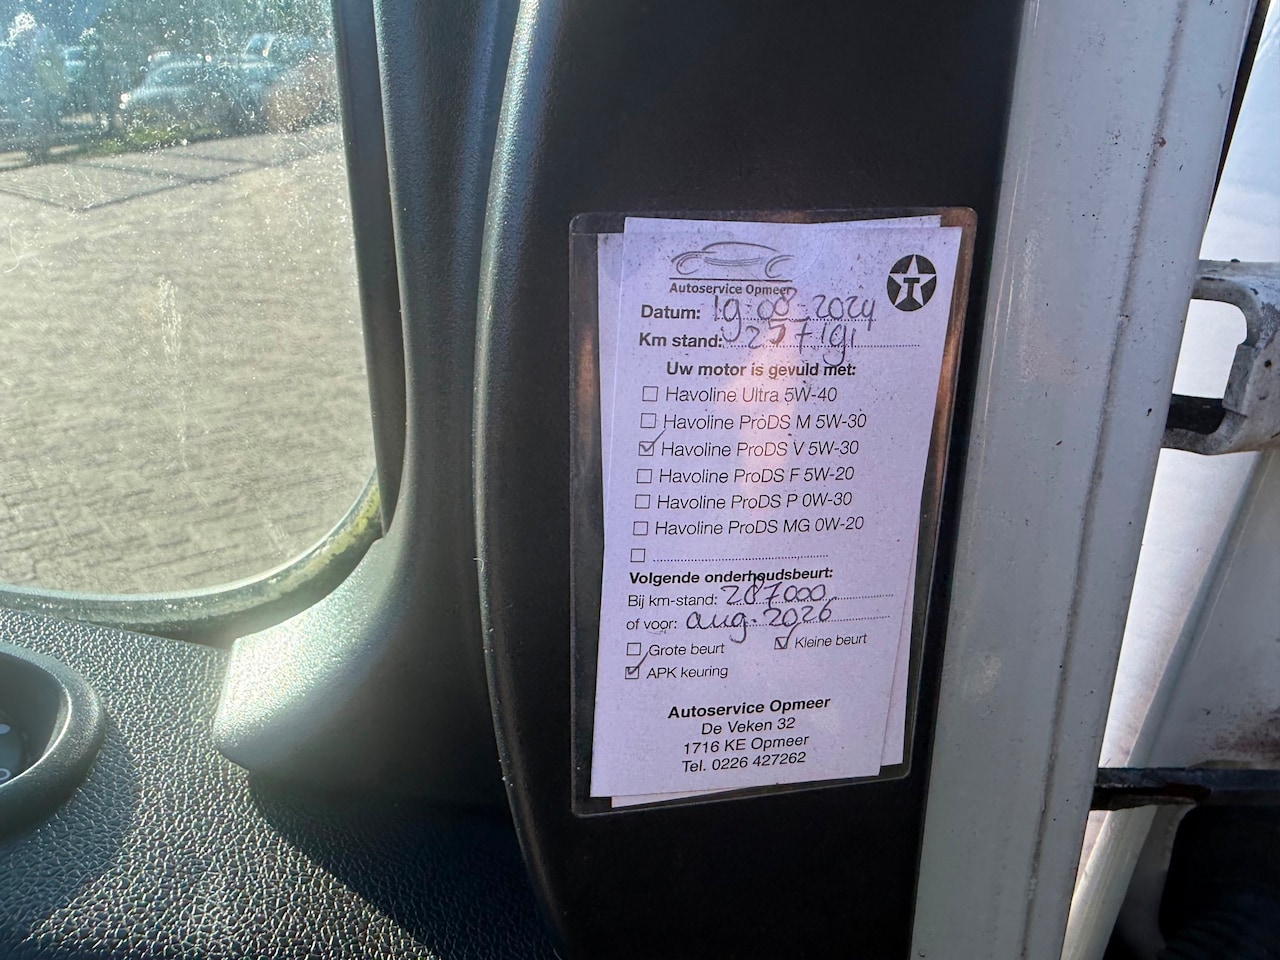 Autoservice Opmeer
Datum: 19-08-2024
Km stand: 257191
Uw motor is gevuld met:
Havoline Ultra 5W-40
Havoline ProDS M 5W-30
Havoline ProDS V 5W-30
Havoline ProDS F 5W-20
Havoline ProDS P 0W-30
Havoline ProDS MG 0W-20
Volgende onderhoudsbeurt:
Bij km-stand: 287000
of voor: aug. 2026
Grote beurt Kleine beurt
APK keuring
Autoservice Opmeer
De Veken 32
1716 KE Opmeer
Tel. 0226 427262